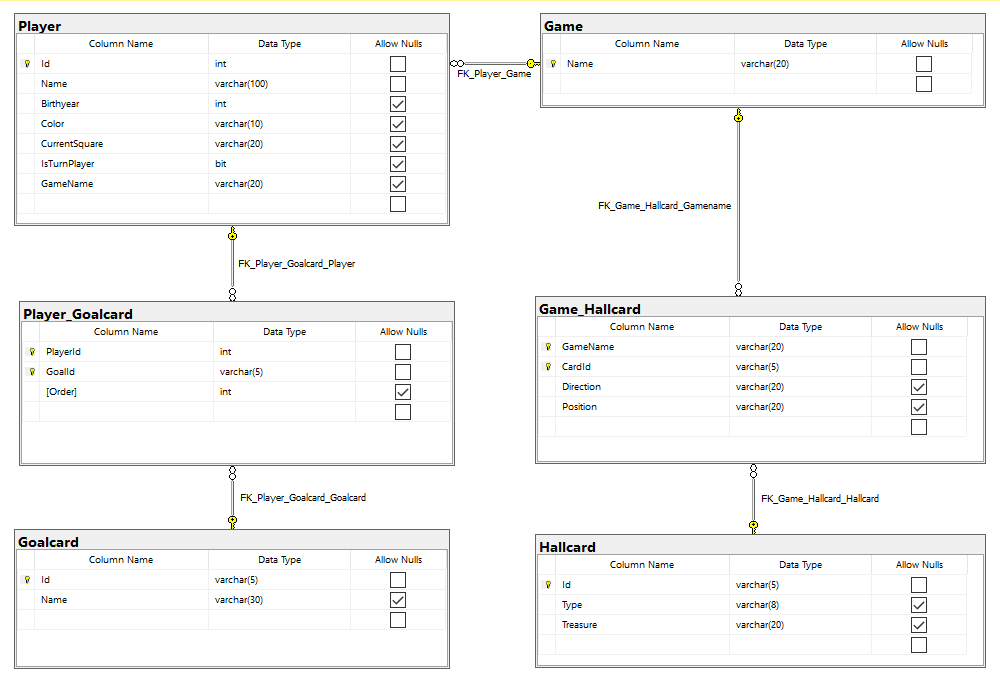 Player
Column Name Data Type Allow Nulls
Id int
Name varchar(100)
Birthyear int
Color varchar(10)
CurrentSquare varchar(20)
IsTurnPlayer bit
GameName varchar(20)
FK_Player_Game
Game
Column Name Data Type Allow Nulls
Name varchar(20)
FK_Game_Hallcard_Gamename
FK_Player_Goalcard_Player
Player_Goalcard
Column Name Data Type Allow Nulls
PlayerId int
GoalId varchar(5)
[Order] int
Game_Hallcard
Column Name Data Type Allow Nulls
GameName varchar(20)
CardId varchar(5)
Direction varchar(20)
Position varchar(20)
FK_Player_Goalcard_Goalcard
FK_Game_Hallcard_Hallcard
Goalcard
Column Name Data Type Allow Nulls
Id varchar(5)
Name varchar(30)
Hallcard
Column Name Data Type Allow Nulls
Id varchar(5)
Type varchar(8)
Treasure varchar(20)